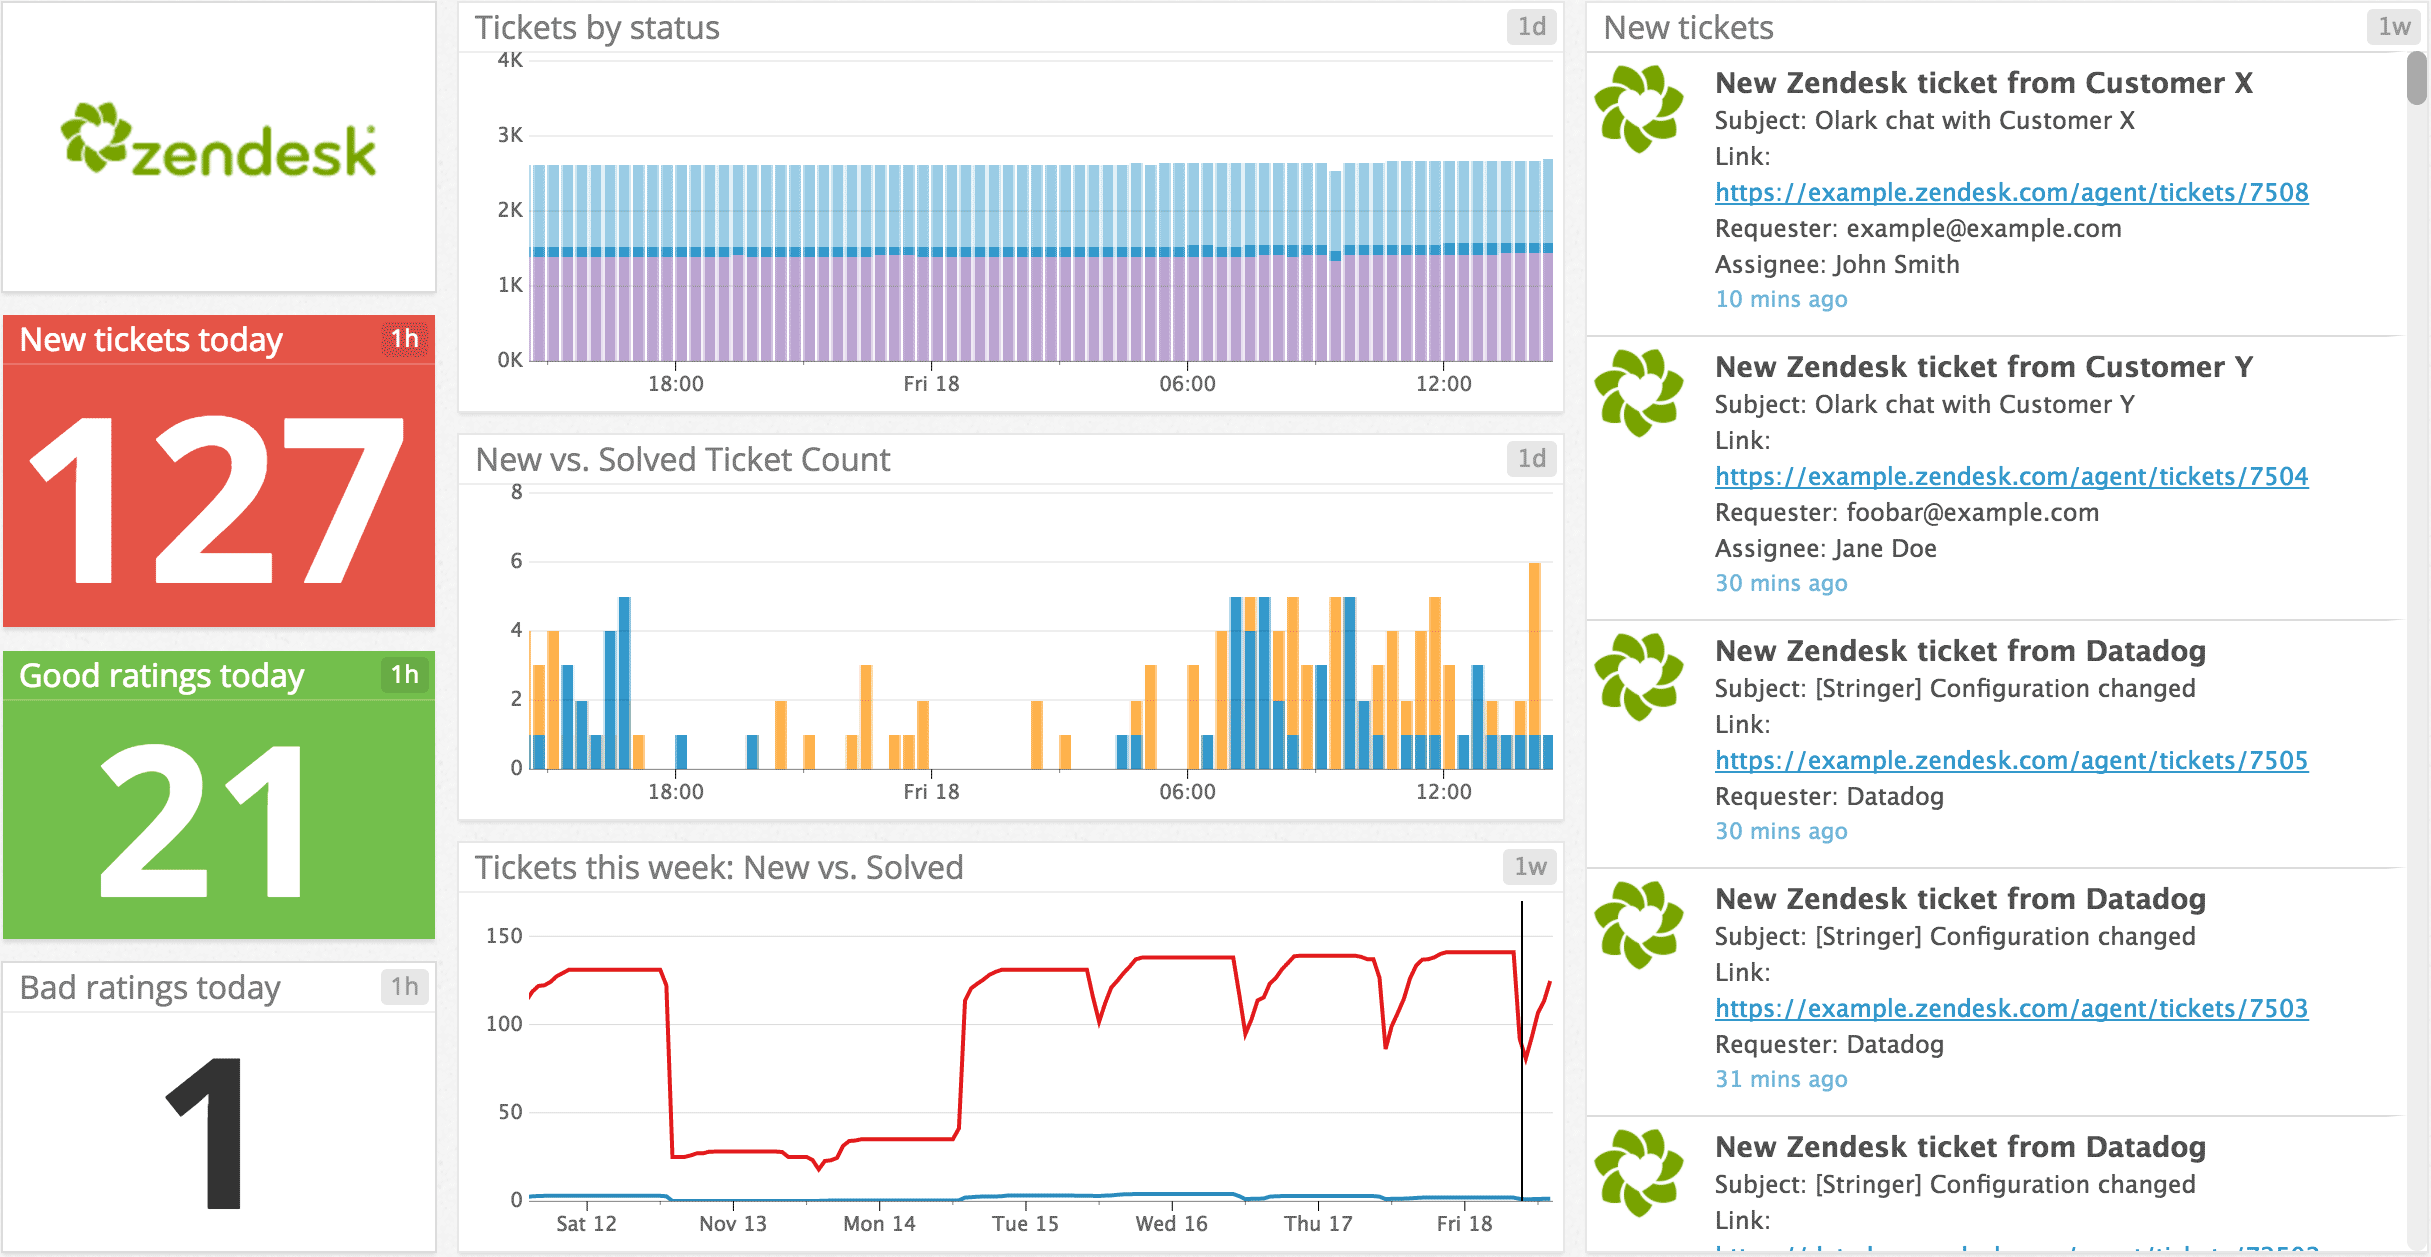 zendesk
New tickets today 1h
127
Good ratings today 1h
21
Bad ratings today 1h
1
Tickets by status 1d
4K
3K
2K
1K
0K
18:00 Fri 18 06:00 12:00
New vs. Solved Ticket Count 1d
8
6
4
2
0
18:00 Fri 18 06:00 12:00
Tickets this week: New vs. Solved 1w
150
100
50
0
Sat 12 Nov 13 Mon 14 Tue 15 Wed 16 Thu 17 Fri 18
New tickets 1w
New Zendesk ticket from Customer X
Subject: Olark chat with Customer X
Link:
https://example.zendesk.com/agent/tickets/7508
Requester: example@example.com
Assignee: John Smith
10 mins ago
New Zendesk ticket from Customer Y
Subject: Olark chat with Customer Y
Link:
https://example.zendesk.com/agent/tickets/7504
Requester: foobar@example.com
Assignee: Jane Doe
30 mins ago
New Zendesk ticket from Datadog
Subject: [Stringer] Configuration changed
Link:
https://example.zendesk.com/agent/tickets/7505
Requester: Datadog
30 mins ago
New Zendesk ticket from Datadog
Subject: [Stringer] Configuration changed
Link:
https://example.zendesk.com/agent/tickets/7503
Requester: Datadog
31 mins ago
New Zendesk ticket from Datadog
Subject: [Stringer] Configuration changed
Link: